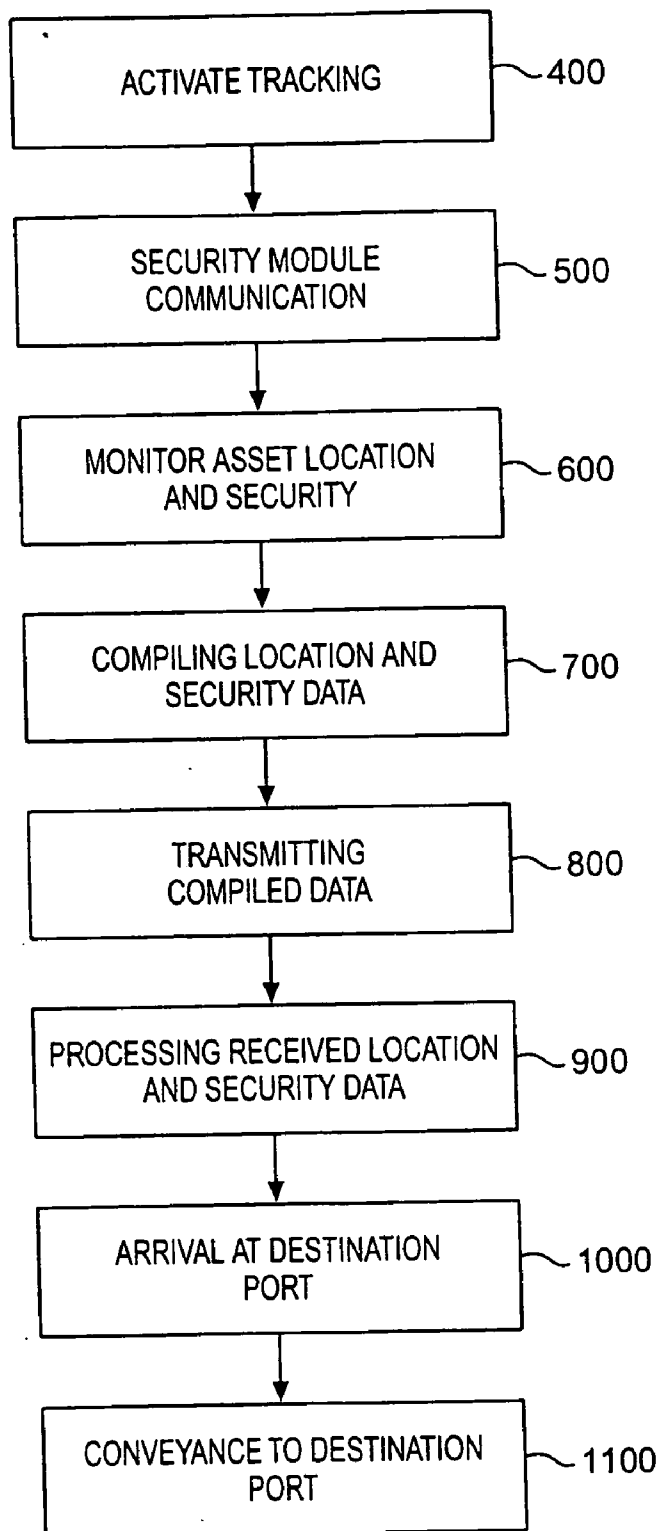 ACTIVATE TRACKING
400
SECURITY MODULE
COMMUNICATION
500
MONITOR ASSET LOCATION
AND SECURITY
600
COMPILING LOCATION AND
SECURITY DATA
700
TRANSMITTING
COMPILED DATA
800
PROCESSING RECEIVED LOCATION
AND SECURITY DATA
900
ARRIVAL AT DESTINATION
PORT
1000
CONVEYANCE TO DESTINATION
PORT
1100